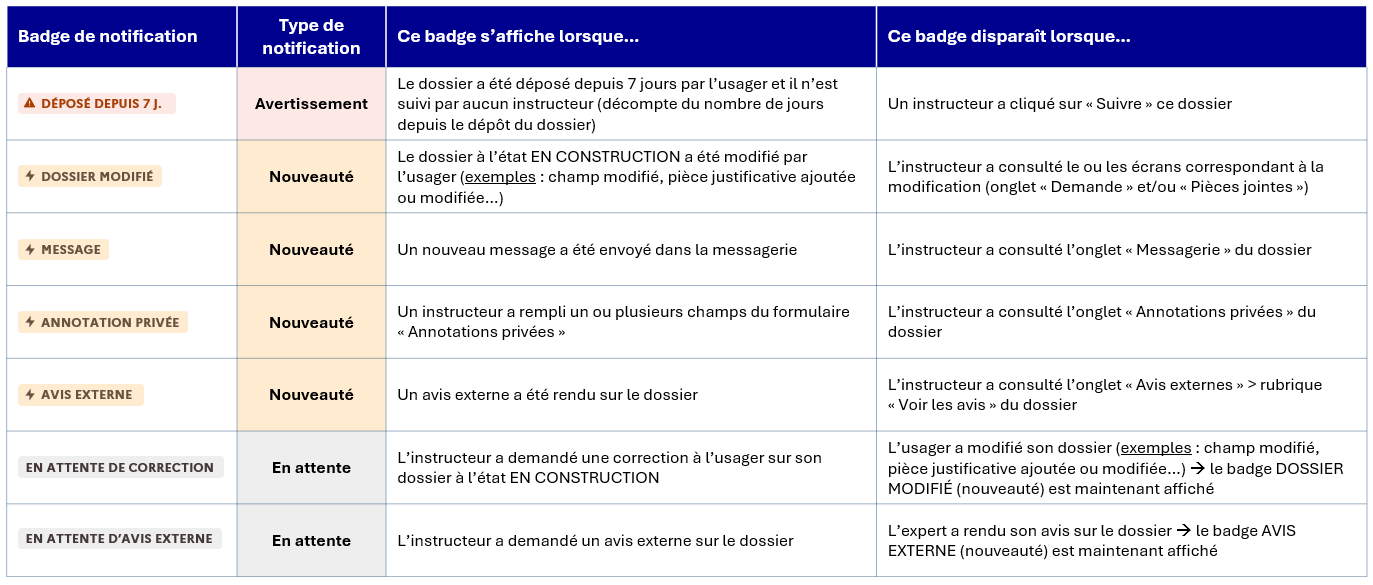 Badge de notification
Type de
notification
Ce badge s’affiche lorsque…
Ce badge disparaît lorsque…
DÉPOSÉ DEPUIS 7 J.
Avertissement
Le dossier a été déposé depuis 7 jours par l’usager et il n’est
suivi par aucun instructeur (décompte du nombre de jours
depuis le dépôt du dossier)
Un instructeur a cliqué sur « Suivre » ce dossier
DOSSIER MODIFIÉ
Nouveauté
Le dossier à l’état EN CONSTRUCTION a été modifié par
l’usager (exemples : champ modifié, pièce justificative ajoutée
ou modifiée…)
L’instructeur a consulté le ou les écrans correspondant à la
modification (onglet « Demande » et/ou « Pièces jointes »)
MESSAGE
Nouveauté
Un nouveau message a été envoyé dans la messagerie
L’instructeur a consulté l’onglet « Messagerie » du dossier
ANNOTATION PRIVÉE
Nouveauté
Un instructeur a rempli un ou plusieurs champs du formulaire
« Annotations privées »
L’instructeur a consulté l’onglet « Annotations privées » du
dossier
AVIS EXTERNE
Nouveauté
Un avis externe a été rendu sur le dossier
L’instructeur a consulté l’onglet « Avis externes » > rubrique
« Voir les avis » du dossier
EN ATTENTE DE CORRECTION
En attente
L’instructeur a demandé une correction à l’usager sur son
dossier à l’état EN CONSTRUCTION
L’usager a modifié son dossier (exemples : champ modifié,
pièce justificative ajoutée ou modifiée…) → le badge DOSSIER
MODIFIÉ (nouveauté) est maintenant affiché
EN ATTENTE D’AVIS EXTERNE
En attente
L’instructeur a demandé un avis externe sur le dossier
L’expert a rendu son avis sur le dossier → le badge AVIS
EXTERNE (nouveauté) est maintenant affiché